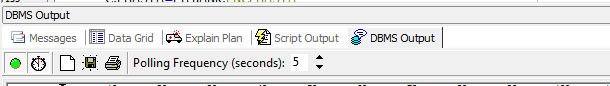 DBMS Output
Messages Data Grid Explain Plan Script Output DBMS Output
Polling Frequency (seconds): 5